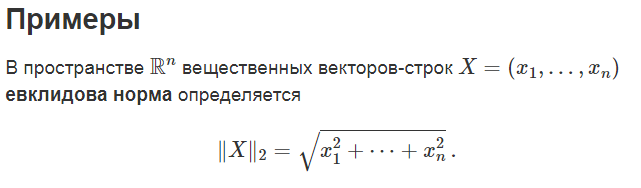 Примеры
В пространстве ℝⁿ вещественных векторов-строк X = (x₁, …, xₙ)
евклидова норма определяется
‖X‖₂ = √(x₁² + ⋯ + xₙ²) .